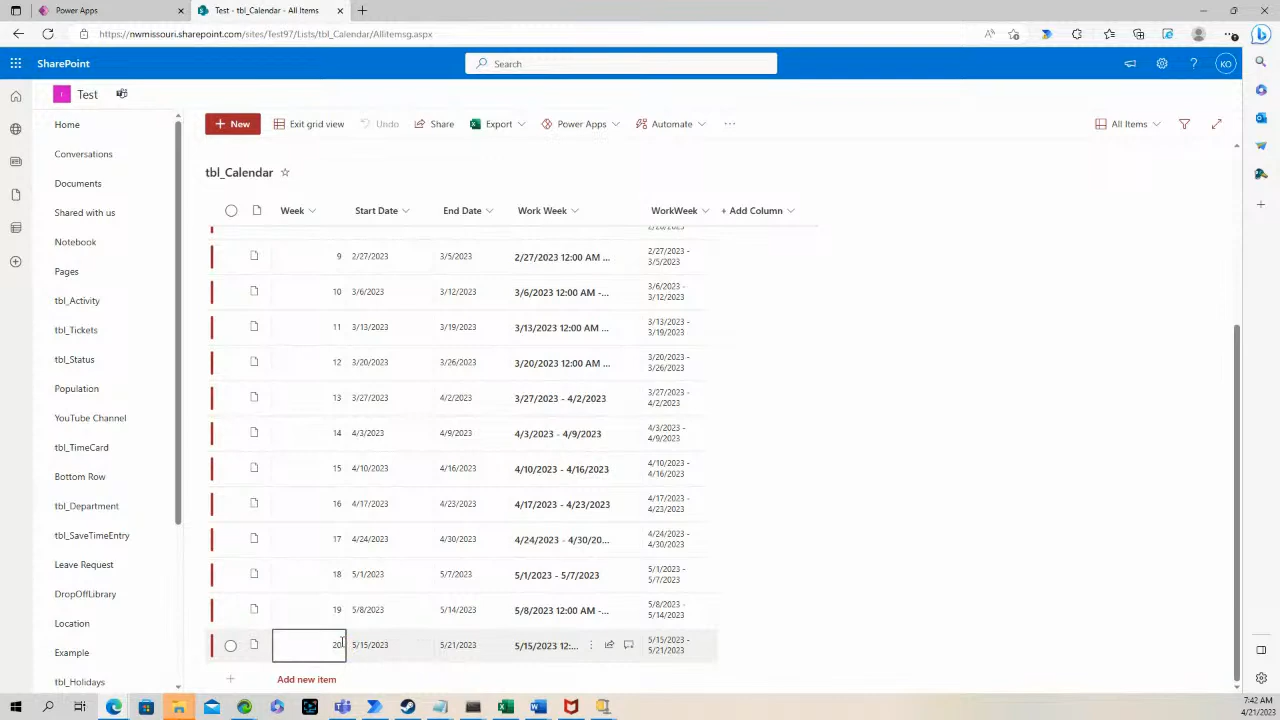 Power Apps
Test - tbl_Calendar - All Items
https://nwmissouri.sharepoint.com/sites/Test97/Lists/tbl_Calendar/Allitemsg.aspx
SharePoint
Search
KO
Test
New
Exit grid view
Undo
Share
Export
Power Apps
Automate
All Items
Home
Conversations
Documents
Shared with us
Notebook
Pages
tbl_Activity
tbl_Tickets
tbl_Status
Population
YouTube Channel
tbl_TimeCard
Bottom Row
tbl_Department
tbl_SaveTimeEntry
Leave Request
DropOffLibrary
Location
Example
tbl_Holidays
tbl_Calendar
Week Start Date End Date Work Week WorkWeek + Add Column
9 2/27/2023 3/5/2023 2/27/2023 12:00 AM ... 2/27/2023 -
3/5/2023
10 3/6/2023 3/12/2023 3/6/2023 12:00 AM -... 3/6/2023 -
3/12/2023
11 3/13/2023 3/19/2023 3/13/2023 12:00 AM ... 3/13/2023 -
3/19/2023
12 3/20/2023 3/26/2023 3/20/2023 12:00 AM ... 3/20/2023 -
3/26/2023
13 3/27/2023 4/2/2023 3/27/2023 - 4/2/2023 3/27/2023 -
4/2/2023
14 4/3/2023 4/9/2023 4/3/2023 - 4/9/2023 4/3/2023 -
4/9/2023
15 4/10/2023 4/16/2023 4/10/2023 - 4/16/2023 4/10/2023 -
4/16/2023
16 4/17/2023 4/23/2023 4/17/2023 - 4/23/2023 4/17/2023 -
4/23/2023
17 4/24/2023 4/30/2023 4/24/2023 - 4/30/20... 4/24/2023 -
4/30/2023
18 5/1/2023 5/7/2023 5/1/2023 - 5/7/2023 5/1/2023 -
5/7/2023
19 5/8/2023 5/14/2023 5/8/2023 12:00 AM -... 5/8/2023 -
5/14/2023
20 5/15/2023 5/21/2023 5/15/2023 12:... 5/15/2023 -
5/21/2023
Add new item
7:42 AM
4/21/2023